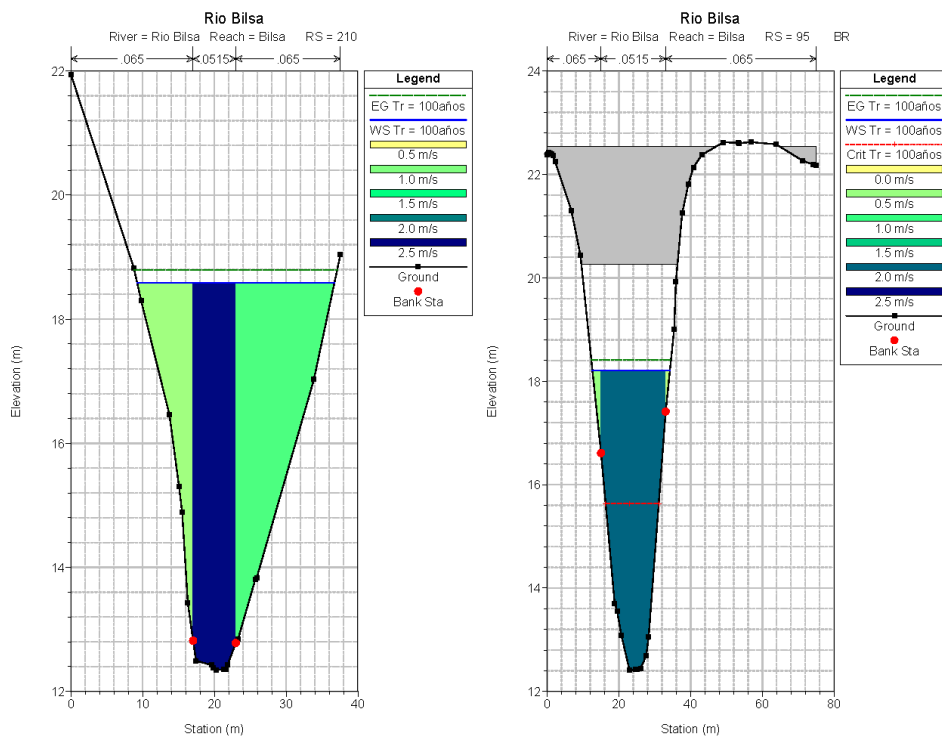 Rio Bilsa
River = Rio Bilsa Reach = Bilsa RS = 210
.065 .0515 .065
Legend
EG Tr = 100años
WS Tr = 100años
0.5 m/s
1.0 m/s
1.5 m/s
2.0 m/s
2.5 m/s
Ground
Bank Sta
22
20
18
16
14
12
Elevation (m)
0 10 20 30 40
Station (m)
Rio Bilsa
River = Rio Bilsa Reach = Bilsa RS = 95 BR
.065 .0515 .065
Legend
EG Tr = 100años
WS Tr = 100años
Crit Tr = 100años
0.0 m/s
0.5 m/s
1.0 m/s
1.5 m/s
2.0 m/s
2.5 m/s
Ground
Bank Sta
24
22
20
18
16
14
12
Elevation (m)
0 20 40 60 80
Station (m)